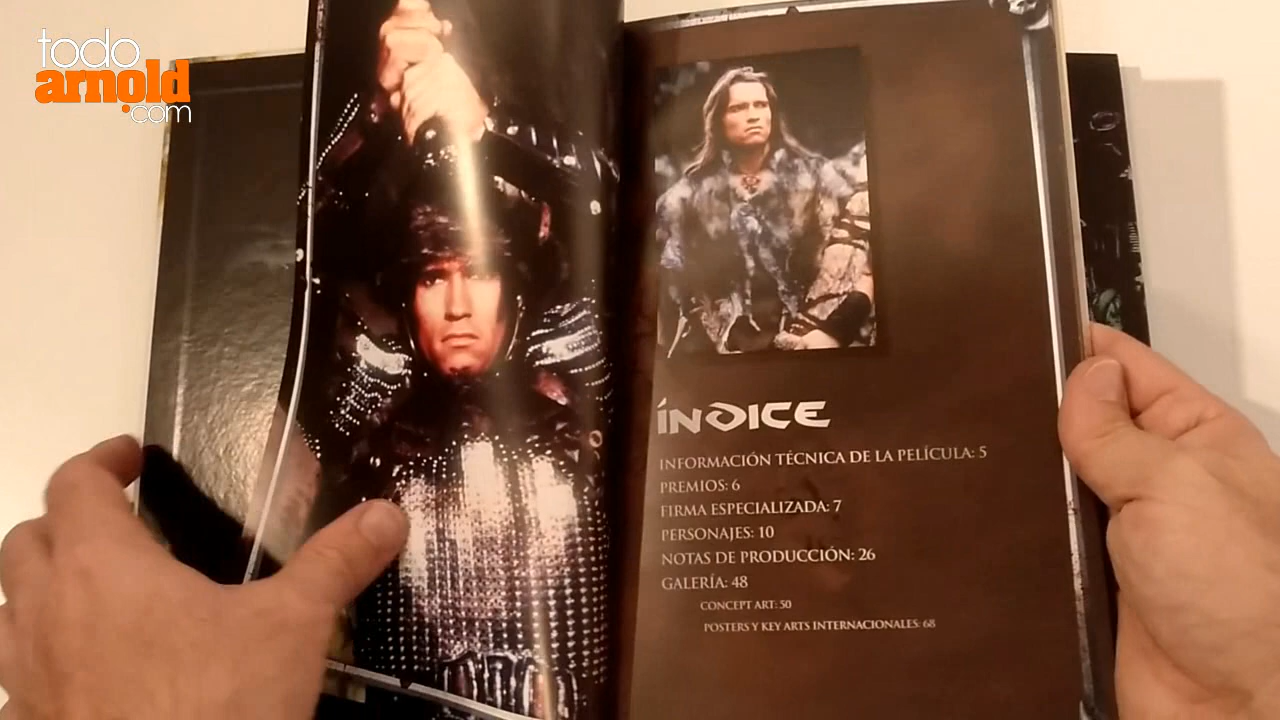 todo
arnold
.com
ÍNDICE
INFORMACIÓN TÉCNICA DE LA PELÍCULA: 5
PREMIOS: 6
FIRMA ESPECIALIZADA: 7
PERSONAJES: 10
NOTAS DE PRODUCCIÓN: 26
GALERÍA: 48
CONCEPT ART: 50
POSTERS Y KEY ARTS INTERNACIONALES: 68